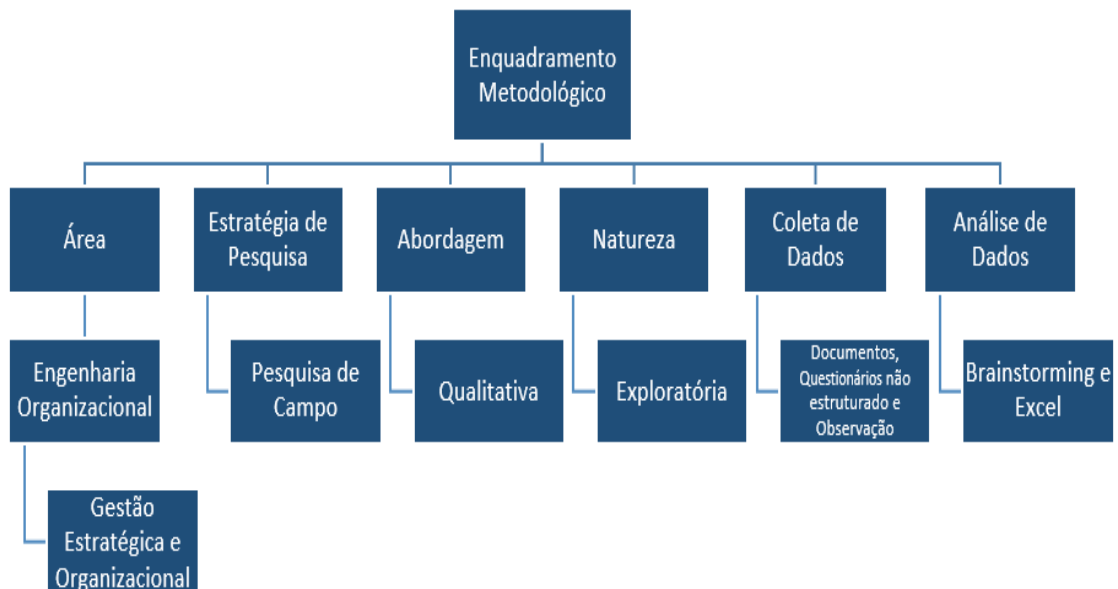 Enquadramento
Metodológico
Área
Estratégia de
Pesquisa
Abordagem
Natureza
Coleta de
Dados
Análise de
Dados
Engenharia
Organizacional
Pesquisa de
Campo
Qualitativa
Exploratória
Documentos,
Questionários não
estruturado e
Observação
Brainstorming e
Excel
Gestão
Estratégica e
Organizacional